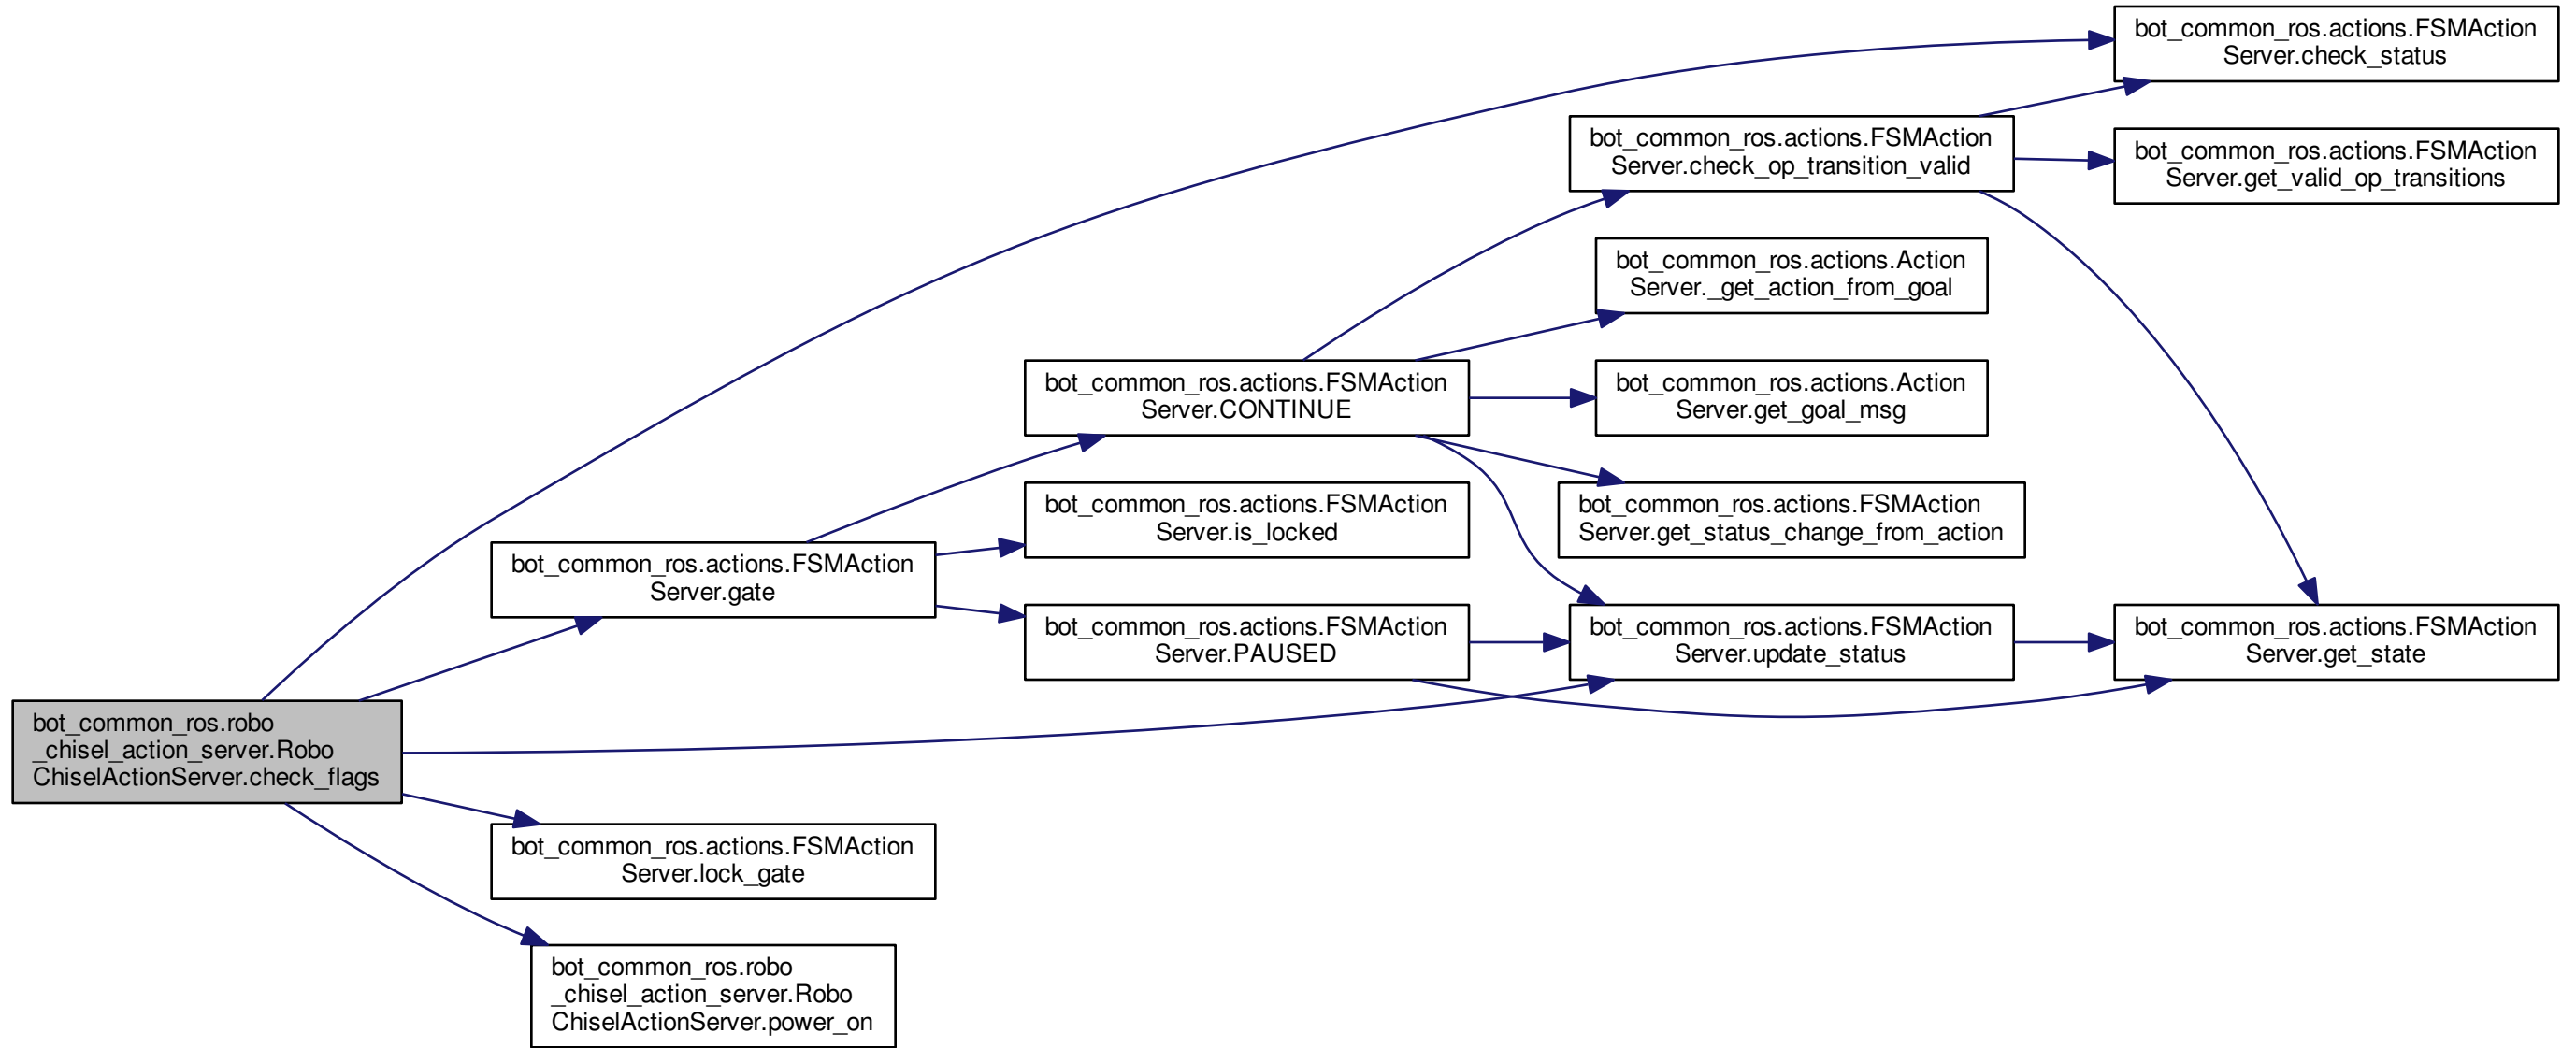 bot_common_ros.actions.FSMAction
Server.check_status
bot_common_ros.actions.FSMAction
Server.check_op_transition_valid
bot_common_ros.actions.FSMAction
Server.get_valid_op_transitions
bot_common_ros.actions.Action
Server._get_action_from_goal
bot_common_ros.actions.FSMAction
Server.CONTINUE
bot_common_ros.actions.Action
Server.get_goal_msg
bot_common_ros.actions.FSMAction
Server.is_locked
bot_common_ros.actions.FSMAction
Server.get_status_change_from_action
bot_common_ros.actions.FSMAction
Server.gate
bot_common_ros.actions.FSMAction
Server.PAUSED
bot_common_ros.actions.FSMAction
Server.update_status
bot_common_ros.actions.FSMAction
Server.get_state
bot_common_ros.robo
_chisel_action_server.Robo
ChiselActionServer.check_flags
bot_common_ros.actions.FSMAction
Server.lock_gate
bot_common_ros.robo
_chisel_action_server.Robo
ChiselActionServer.power_on